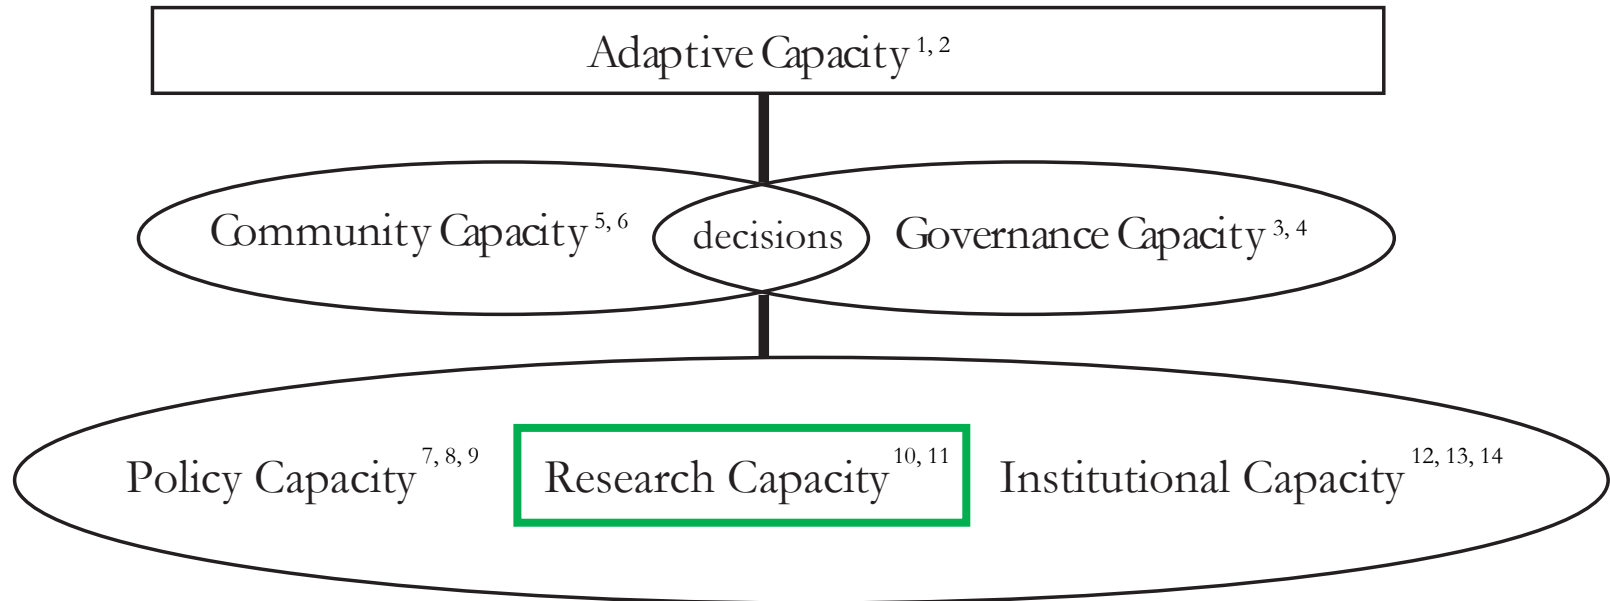 Adaptive Capacity 1, 2
Community Capacity 5, 6 decisions Governance Capacity 3, 4
Policy Capacity 7, 8, 9 Research Capacity 10, 11 Institutional Capacity 12, 13, 14